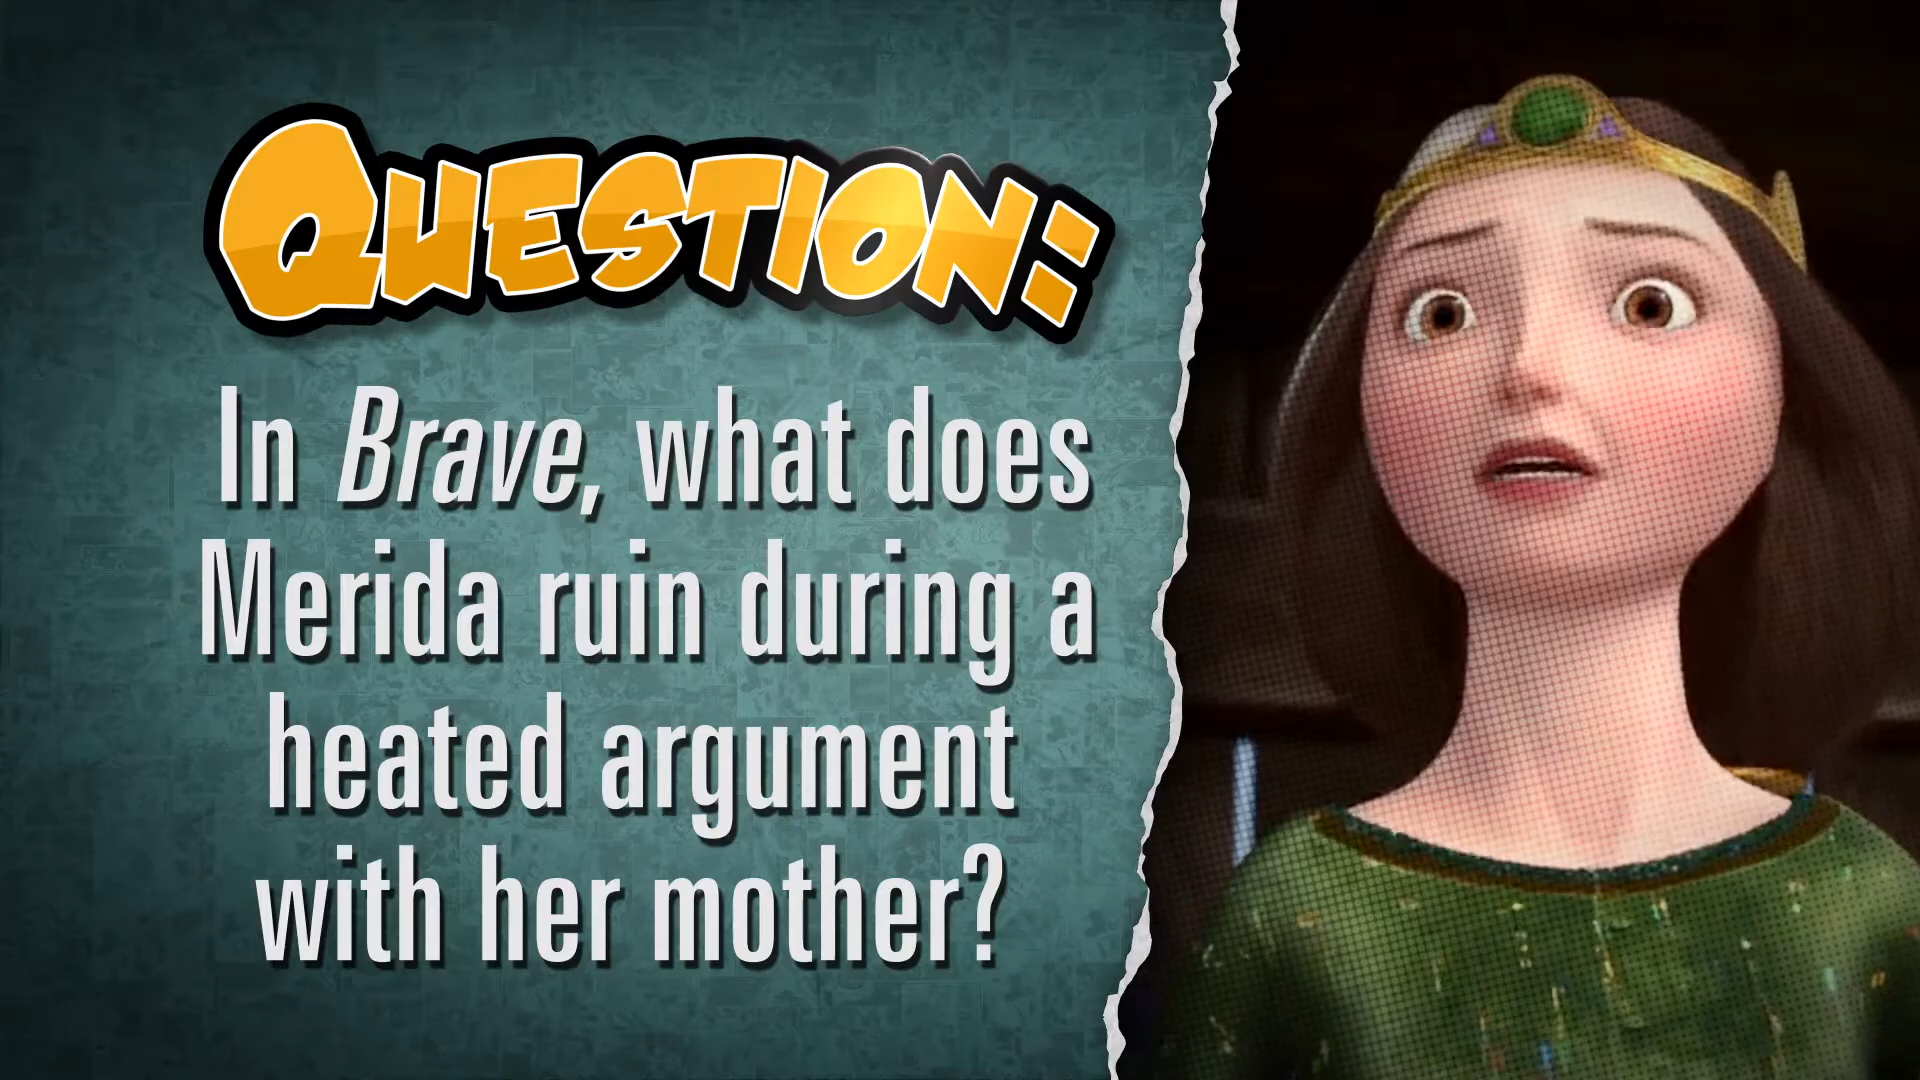 QUESTION:
In Brave, what does
Merida ruin during a
heated argument
with her mother?